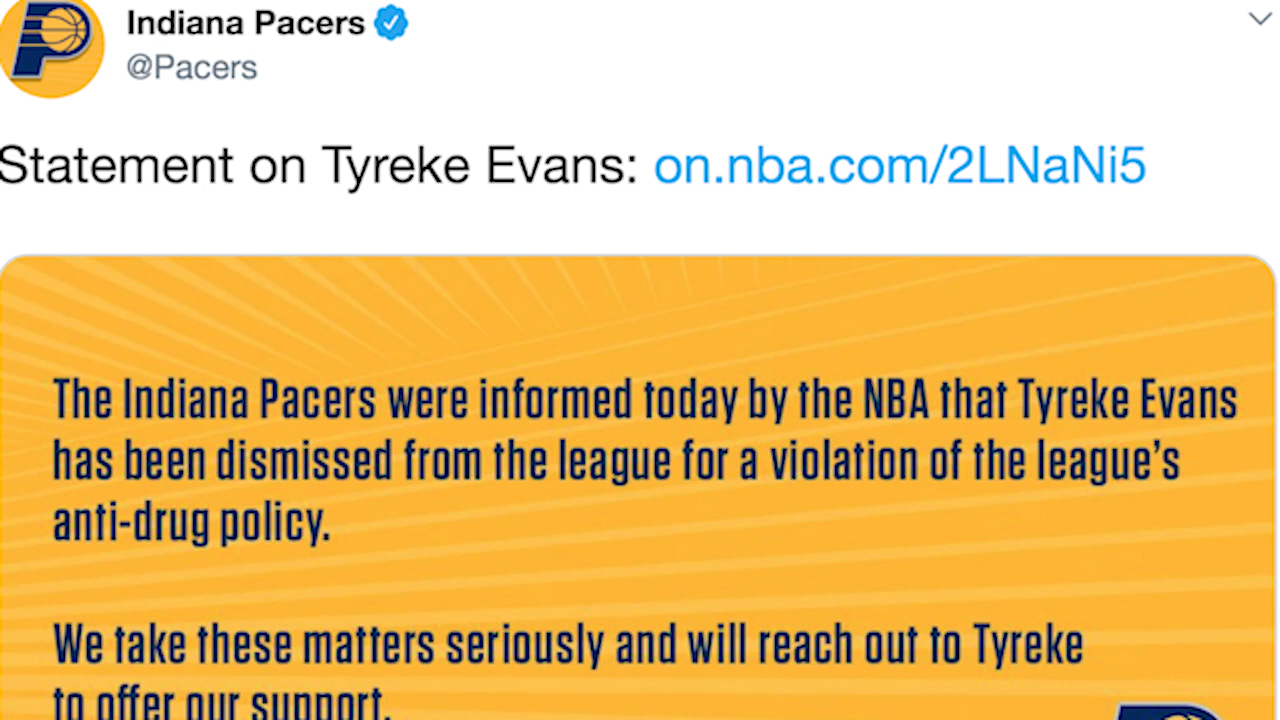 Indiana Pacers
@Pacers
Statement on Tyreke Evans: on.nba.com/2LNaNi5
The Indiana Pacers were informed today by the NBA that Tyreke Evans
has been dismissed from the league for a violation of the league’s
anti-drug policy.
We take these matters seriously and will reach out to Tyreke
to offer our support.